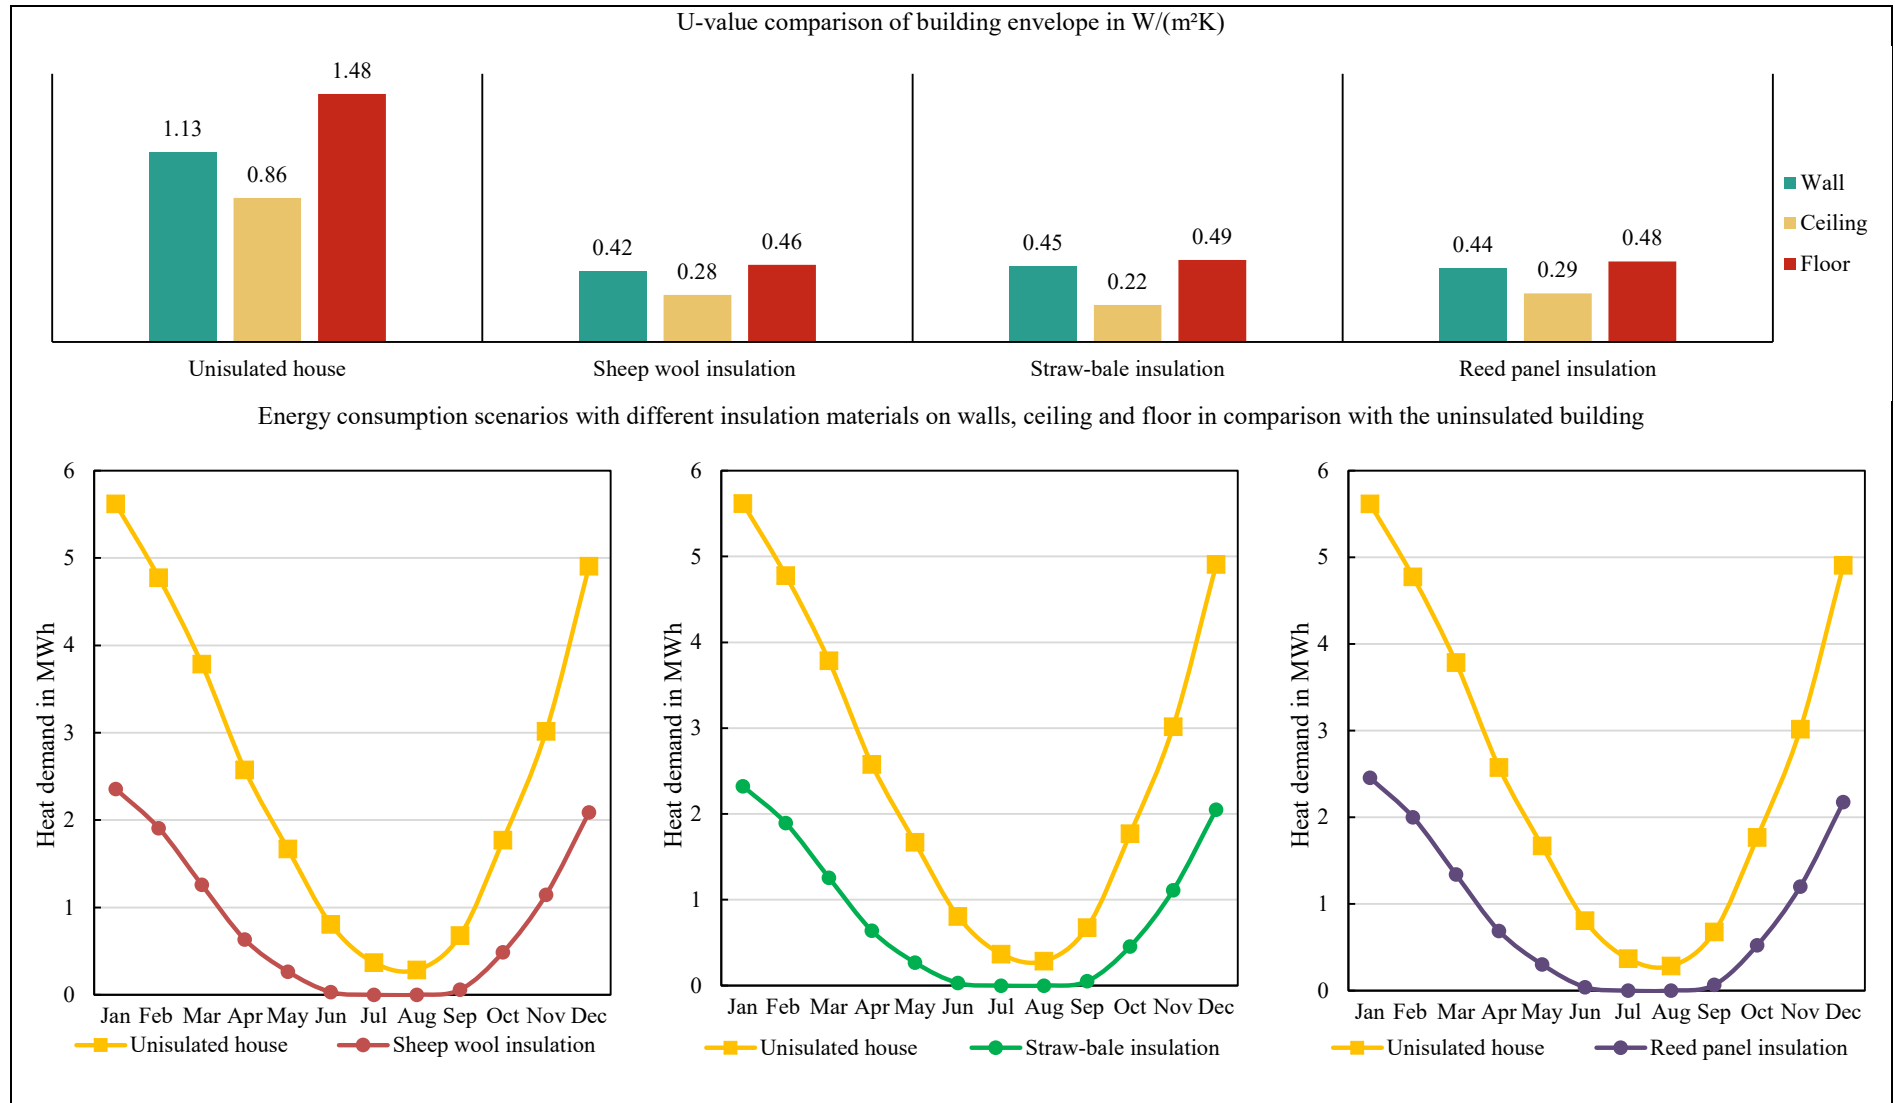 U-value comparison of building envelope in W/(m²K)
1.13
0.86
1.48
0.42
0.28
0.46
0.45
0.22
0.49
0.44
0.29
0.48
Wall
Ceiling
Floor
Unisulated house
Sheep wool insulation
Straw-bale insulation
Reed panel insulation
Energy consumption scenarios with different insulation materials on walls, ceiling and floor in comparison with the uninsulated building
Heat demand in MWh
6
5
4
3
2
1
0
Jan Feb Mar Apr May Jun Jul Aug Sep Oct Nov Dec
Unisulated house
Sheep wool insulation
Heat demand in MWh
6
5
4
3
2
1
0
Jan Feb Mar Apr May Jun Jul Aug Sep Oct Nov Dec
Unisulated house
Straw-bale insulation
Heat demand in MWh
6
5
4
3
2
1
0
Jan Feb Mar Apr May Jun Jul Aug Sep Oct Nov Dec
Unisulated house
Reed panel insulation